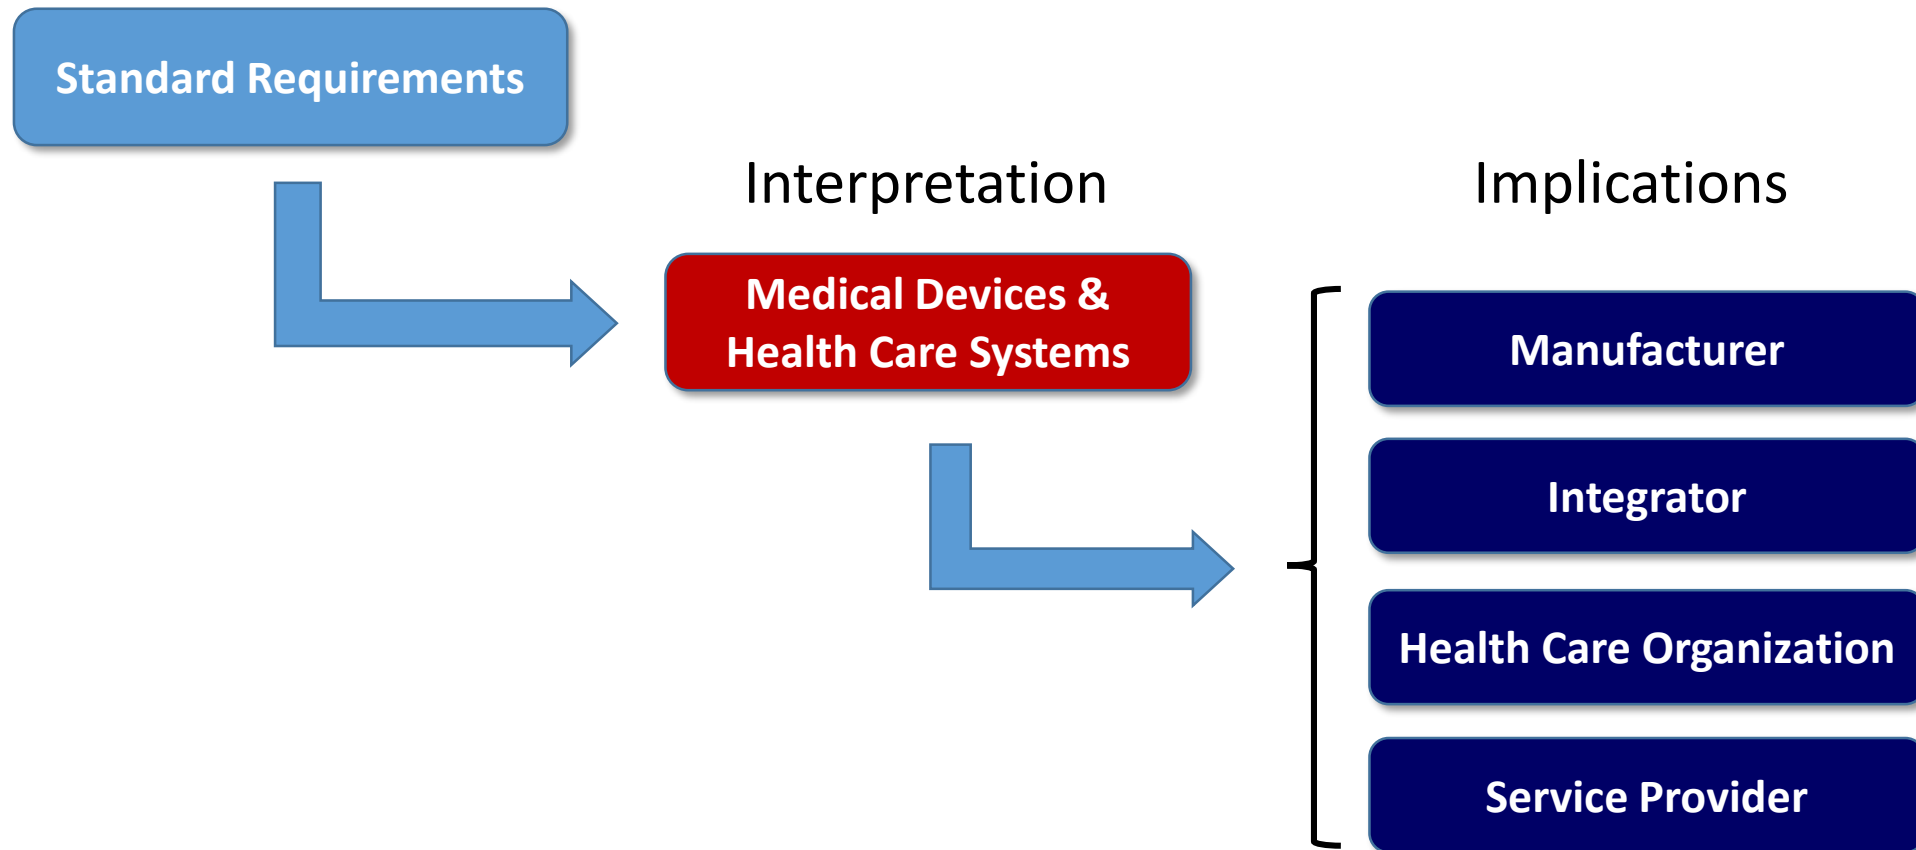 Standard Requirements
Interpretation
Medical Devices &
Health Care Systems
Implications
Manufacturer
Integrator
Health Care Organization
Service Provider